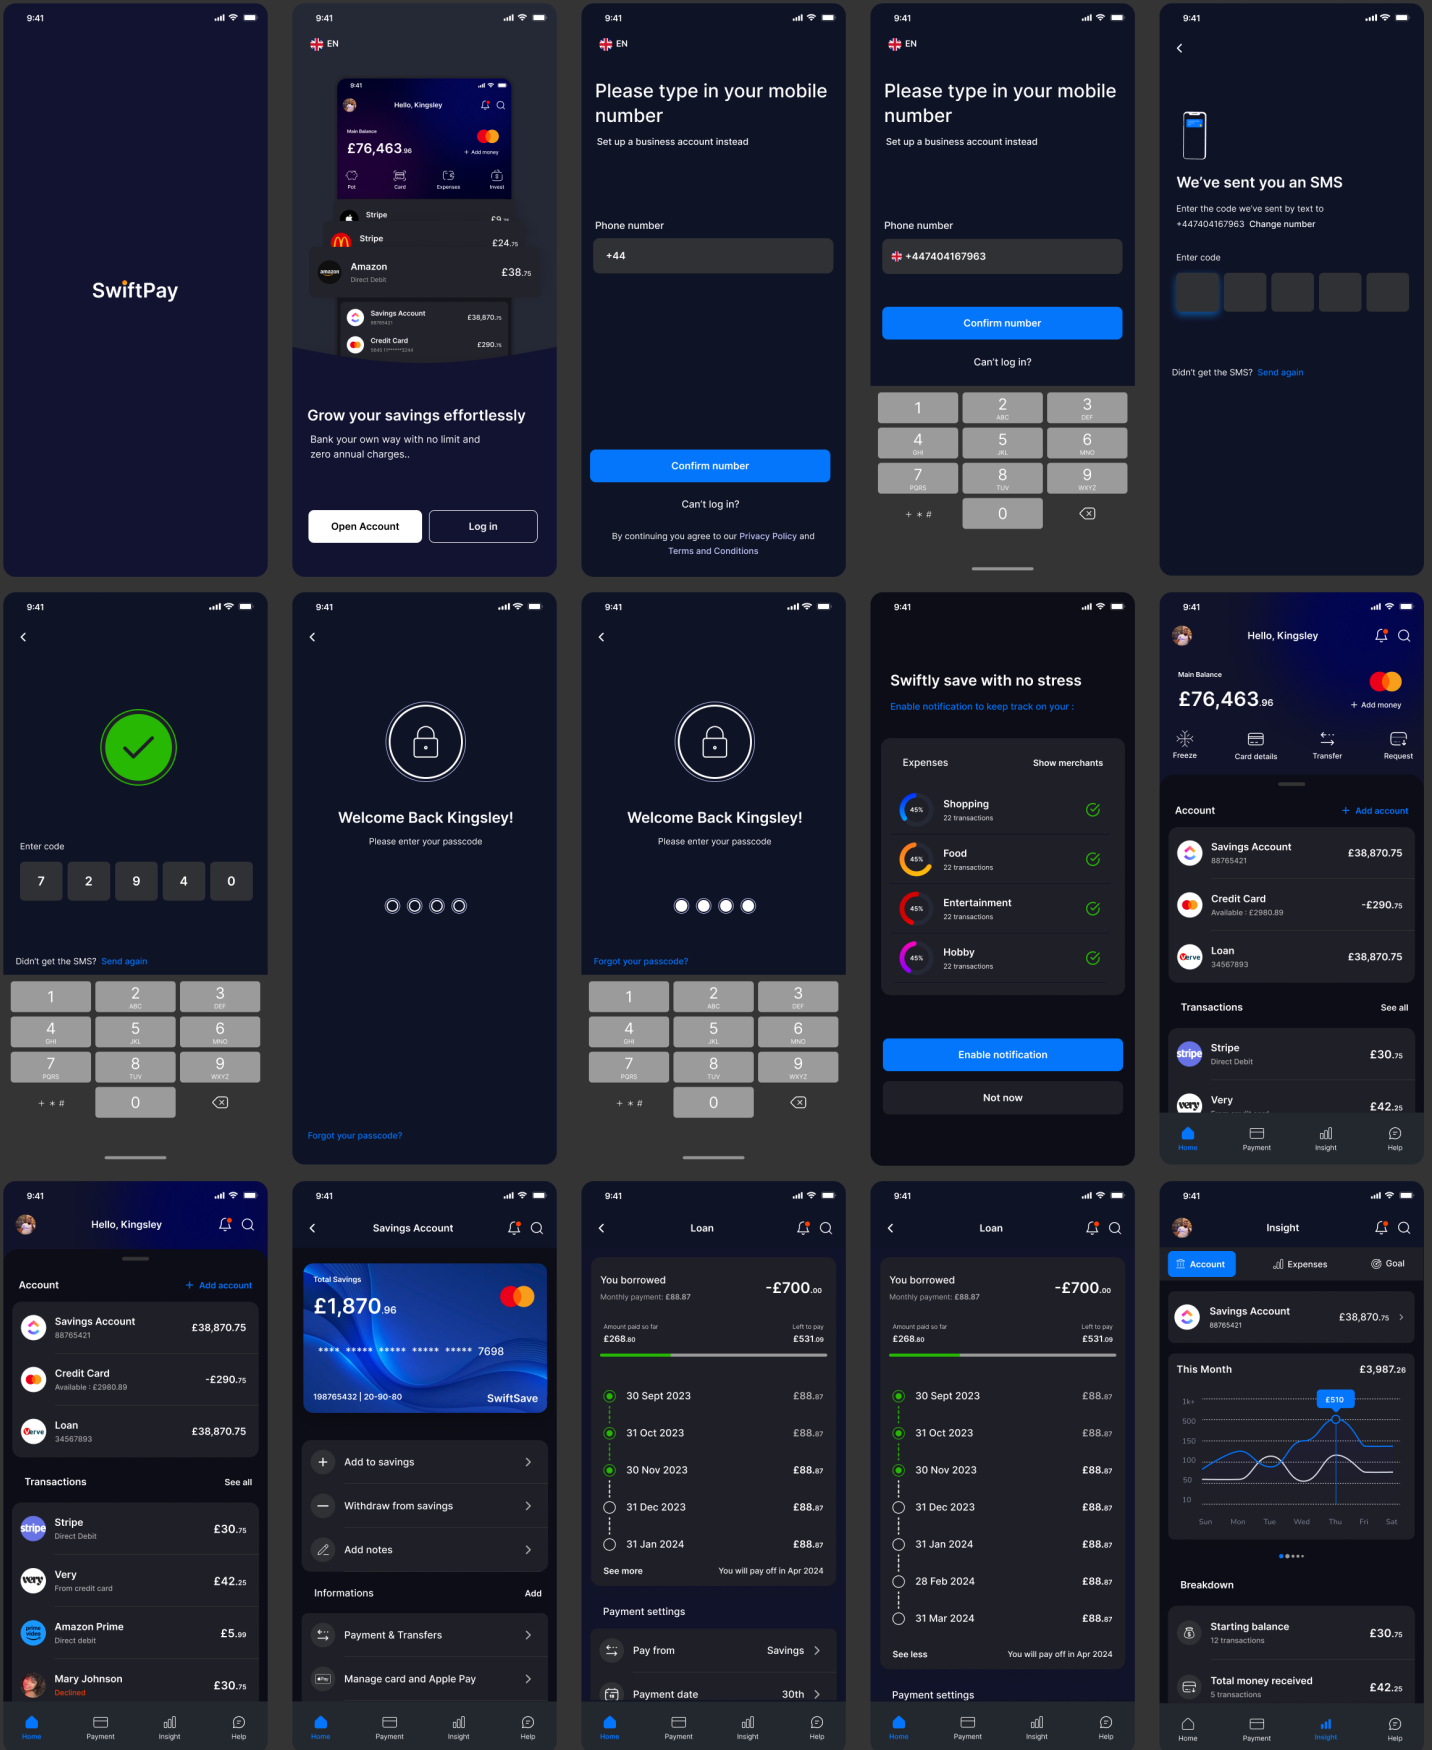 9:41
SwiftPay
9:41
EN
9:41
Hello, Kingsley
Main Balance
£76,463.96
+ Add money
Pot Card Expenses Invest
Stripe
Stripe £24.75
amazon Amazon £38.75
Direct Debit
Savings Account £38,870.75
88765421
Credit Card £290.75
Grow your savings effortlessly
Bank your own way with no limit and
zero annual charges..
Open Account Log in
9:41
EN
Please type in your mobile
number
Set up a business account instead
Phone number
+44
Confirm number
Can't log in?
By continuing you agree to our Privacy Policy and
Terms and Conditions
9:41
EN
Please type in your mobile
number
Set up a business account instead
Phone number
+447404167963
Confirm number
Can't log in?
1 2 3
ABC DEF
4 5 6
GHI JKL MNO
7 8 9
PQRS TUV WXYZ
+ * # 0
9:41
We've sent you an SMS
Enter the code we've sent by text to
+447404167963 Change number
Enter code
Didn't get the SMS? Send again
9:41
Enter code
7 2 9 4 0
Didn't get the SMS? Send again
1 2 3
ABC DEF
4 5 6
GHI JKL MNO
7 8 9
PQRS TUV WXYZ
+ * # 0
9:41
Welcome Back Kingsley!
Please enter your passcode
Forgot your passcode?
9:41
Welcome Back Kingsley!
Please enter your passcode
Forgot your passcode?
1 2 3
ABC DEF
4 5 6
GHI JKL MNO
7 8 9
PQRS TUV WXYZ
+ * # 0
9:41
Swiftly save with no stress
Enable notification to keep track on your :
Expenses Show merchants
45% Shopping
22 transactions
45% Food
22 transactions
45% Entertainment
22 transactions
45% Hobby
22 transactions
Enable notification
Not now
9:41
Hello, Kingsley
Main Balance
£76,463.96
+ Add money
Freeze Card details Transfer Request
Account + Add account
Savings Account £38,870.75
88765421
Credit Card -£290.75
Available : £2980.89
Verve Loan £38,870.75
34567893
Transactions See all
stripe Stripe £30.75
Direct Debit
very Very £42.25
From credit card
Home Payment Insight Help
9:41
Hello, Kingsley
Account + Add account
Savings Account £38,870.75
88765421
Credit Card -£290.75
Available : £2980.89
Verve Loan £38,870.75
34567893
Transactions See all
stripe Stripe £30.75
Direct Debit
very Very £42.25
From credit card
prime video Amazon Prime £5.99
Direct debit
Mary Johnson £30.75
Declined
Home Payment Insight Help
9:41
Savings Account
Total Savings
£1,870.96
**** ***** ***** ***** ***** 7698
198765432 | 20-90-80 SwiftSave
Add to savings
Withdraw from savings
Add notes
Informations Add
Payment & Transfers
Pay Manage card and Apple Pay
Home Payment Insight Help
9:41
Loan
You borrowed -£700.00
Monthly payment: £88.87
Amount paid so far Left to pay
£268.80 £531.09
30 Sept 2023 £88.87
31 Oct 2023 £88.87
30 Nov 2023 £88.87
31 Dec 2023 £88.87
31 Jan 2024 £88.87
See more You will pay off in Apr 2024
Payment settings
Pay from Savings
Payment date 30th
Home Payment Insight Help
9:41
Loan
You borrowed -£700.00
Monthly payment: £88.87
Amount paid so far Left to pay
£268.80 £531.09
30 Sept 2023 £88.87
31 Oct 2023 £88.87
30 Nov 2023 £88.87
31 Dec 2023 £88.87
31 Jan 2024 £88.87
28 Feb 2024 £88.87
31 Mar 2024 £88.87
See less You will pay off in Apr 2024
Payment settings
Home Payment Insight Help
9:41
Insight
Account Expenses Goal
Savings Account £38,870.75
88765421
This Month £3,987.26
£510
1k+
500
150
100
50
10
Sun Mon Tue Wed Thu Fri Sat
Breakdown
Starting balance £30.75
12 transactions
Total money received £42.25
5 transactions
Home Payment Insight Help